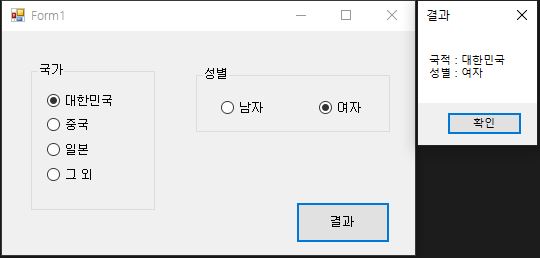 Form1
국가
대한민국
중국
일본
그 외
성별
남자
여자
결과
결과
국적 : 대한민국
성별 : 여자
확인